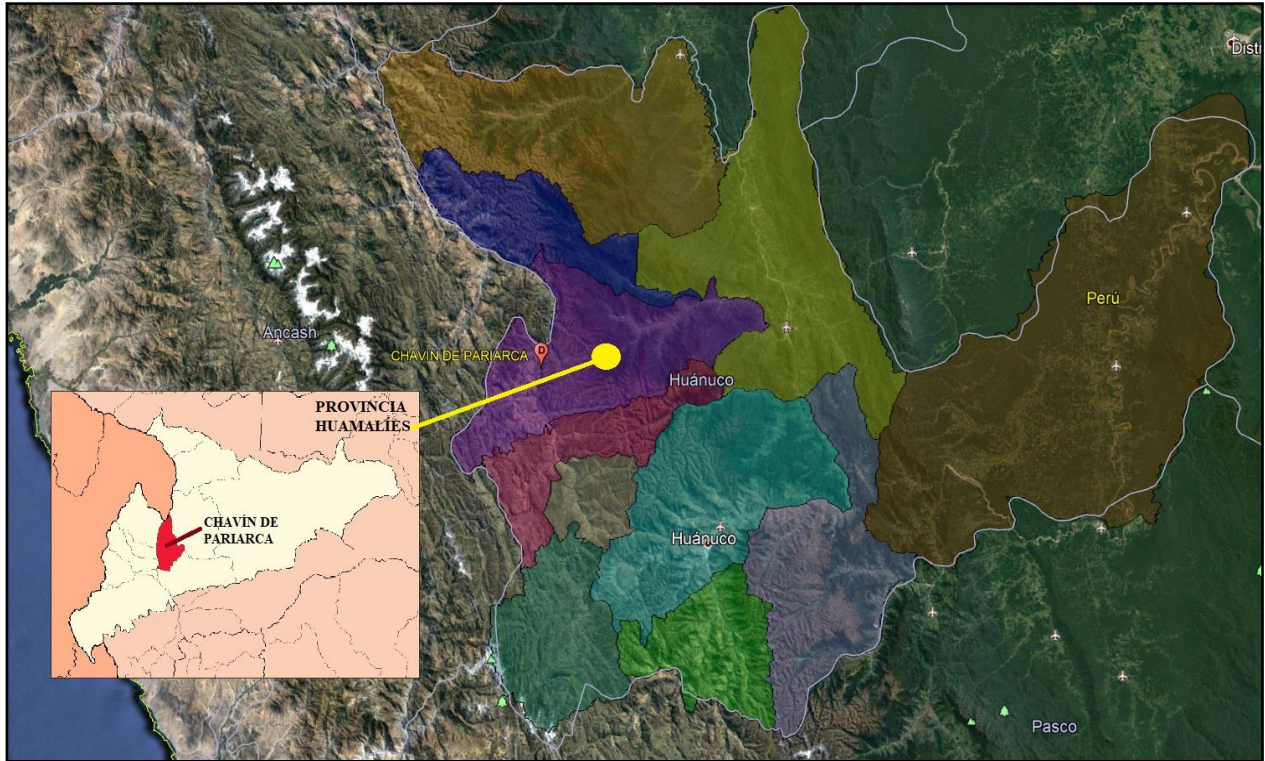 Distr
Perú
Ancash
CHAVIN DE PARIARCA
D
Huánuco
PROVINCIA
HUAMALÍES
CHAVÍN DE
PARIARCA
Huánuco
Pasco